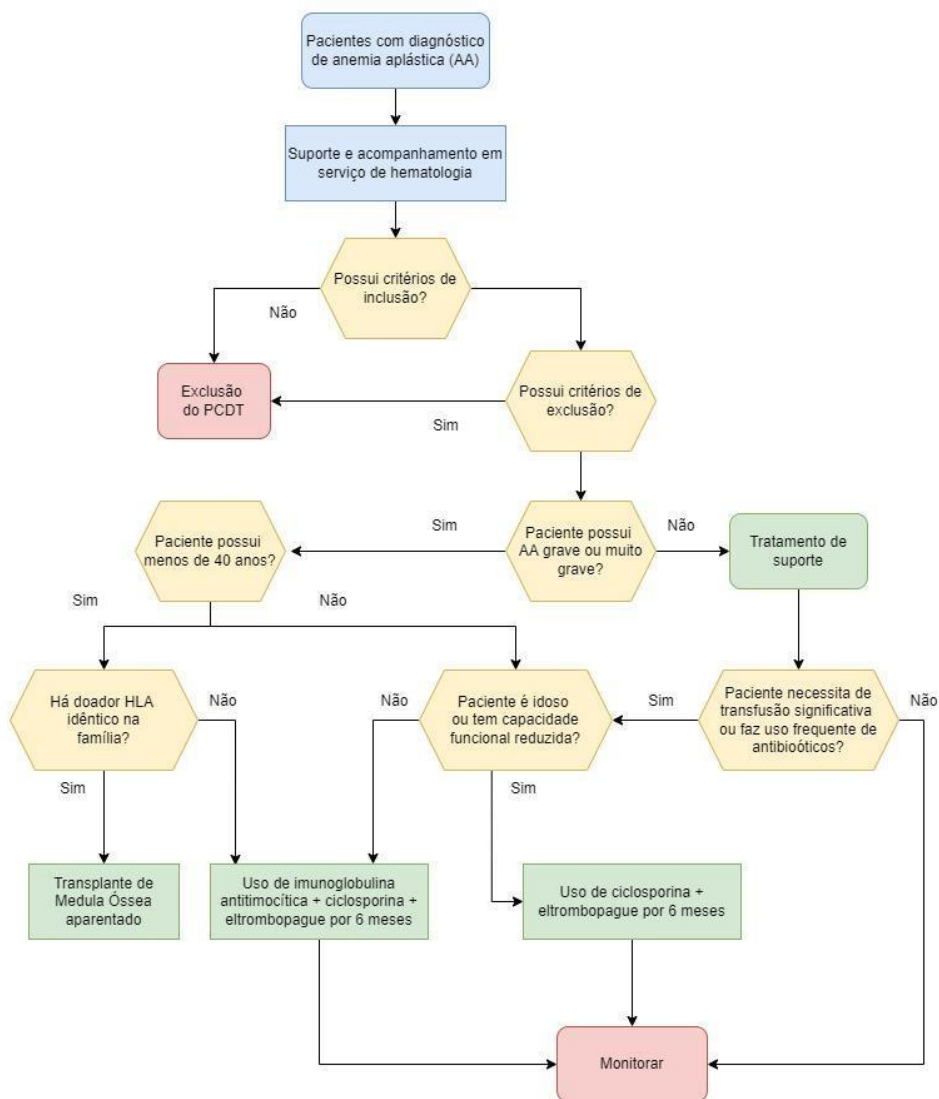 Pacientes com diagnóstico
de anemia aplástica (AA)
Suporte e acompanhamento em
serviço de hematologia
Possui critérios de
inclusão?
Não
Exclusão
do PCDT
Possui critérios de
exclusão?
Sim
Paciente possui
menos de 40 anos?
Sim
Paciente possui
AA grave ou muito
grave?
Não
Tratamento de
suporte
Sim
Não
Há doador HLA
idêntico na
família?
Não
Não
Paciente é idoso
ou tem capacidade
funcional reduzida?
Sim
Paciente necessita de
transfusão significativa
ou faz uso frequente de
antibioóticos?
Não
Sim
Sim
Transplante de
Medula Óssea
aparentado
Uso de imunoglobulina
antitimocítica + ciclosporina +
eltrombopague por 6 meses
Uso de ciclosporina +
eltrombopague por 6 meses
Monitorar